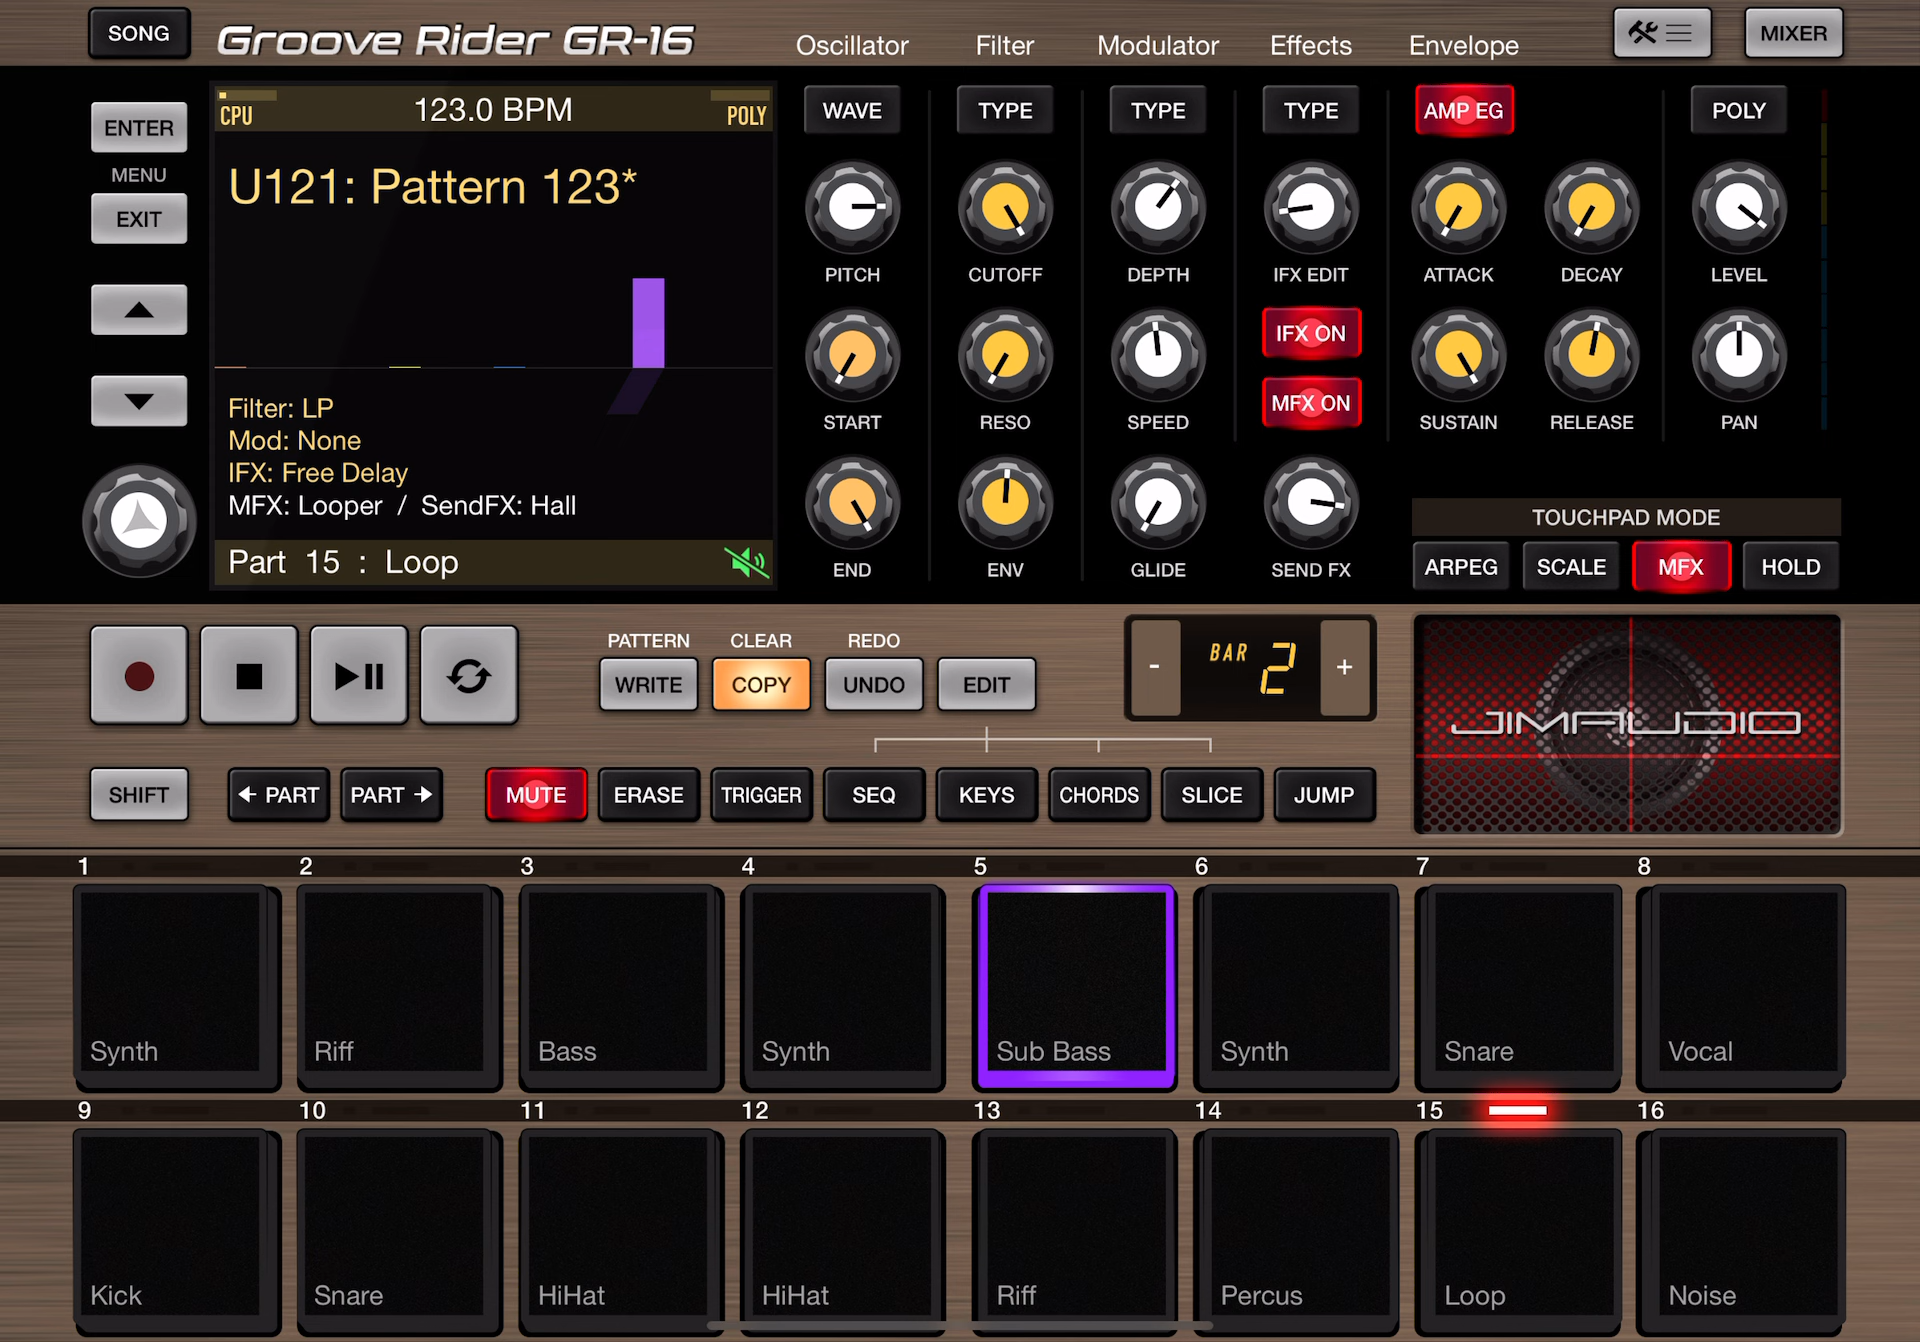 SONG
Groove Rider GR-16
Oscillator Filter Modulator Effects Envelope
MIXER
ENTER
MENU
EXIT
CPU 123.0 BPM POLY
U121: Pattern 123*
Filter: LP
Mod: None
IFX: Free Delay
MFX: Looper / SendFX: Hall
Part 15 : Loop
WAVE TYPE TYPE TYPE AMP EG POLY
PITCH CUTOFF DEPTH IFX EDIT ATTACK DECAY LEVEL
IFX ON
MFX ON
START RESO SPEED SUSTAIN RELEASE PAN
END ENV GLIDE SEND FX
TOUCHPAD MODE
ARPEG SCALE MFX HOLD
PATTERN CLEAR REDO
WRITE COPY UNDO EDIT
- BAR 2 +
JIMAUDIO
SHIFT PART PART MUTE ERASE TRIGGER SEQ KEYS CHORDS SLICE JUMP
1 2 3 4 5 6 7 8
Synth Riff Bass Synth Sub Bass Synth Snare Vocal
9 10 11 12 13 14 15 16
Kick Snare HiHat HiHat Riff Percus Loop Noise